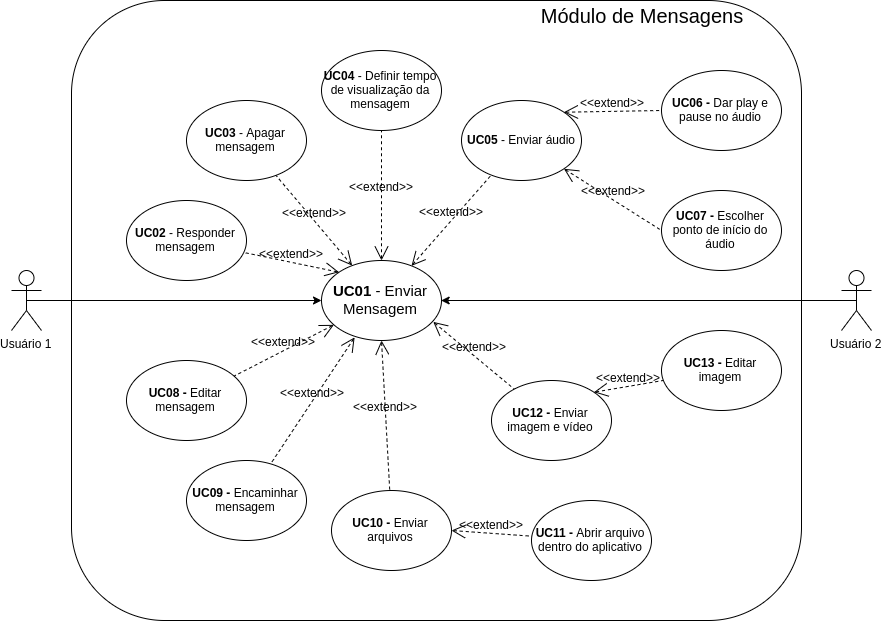 Módulo de Mensagens
UC04 - Definir tempo
de visualização da
mensagem
UC03 - Apagar
mensagem
UC05 - Enviar áudio
<<extend>>
UC06 - Dar play e
pause no áudio
<<extend>>
<<extend>>
<<extend>>
<<extend>>
UC07 - Escolher
ponto de início do
áudio
UC02 - Responder
mensagem
<<extend>>
UC01 - Enviar
Mensagem
Usuário 1
Usuário 2
<<extend>>
<<extend>>
UC13 - Editar
imagem
<<extend>>
UC08 - Editar
mensagem
<<extend>>
<<extend>>
UC12 - Enviar
imagem e vídeo
UC09 - Encaminhar
mensagem
UC10 - Enviar
arquivos
<<extend>>
UC11 - Abrir arquivo
dentro do aplicativo